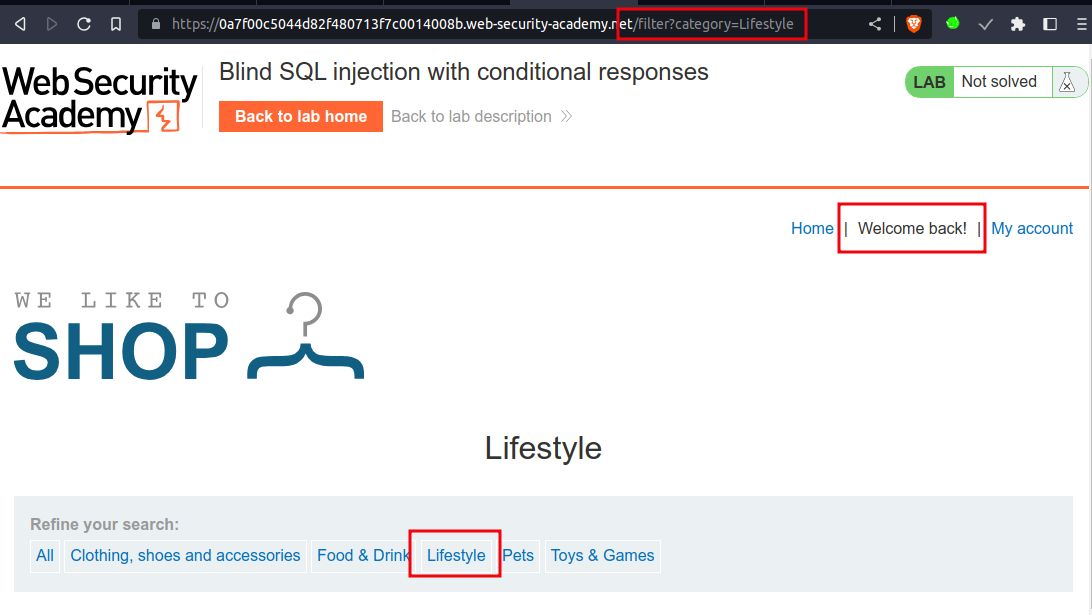 https://0a7f00c5044d82f480713f7c0014008b.web-security-academy.net/filter?category=Lifestyle
Web Security
Academy
Blind SQL injection with conditional responses
Back to lab home Back to lab description
LAB Not solved
Home | Welcome back! | My account
WE LIKE TO
SHOP
Lifestyle
Refine your search:
All Clothing, shoes and accessories Food & Drink Lifestyle Pets Toys & Games